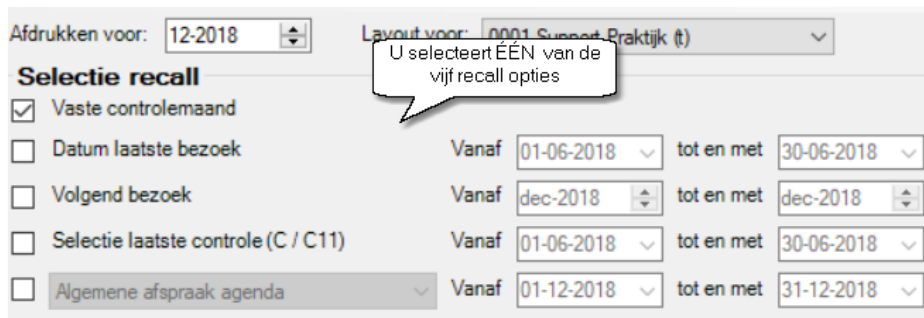 Afdrukken voor: 12-2018 Layout voor: 0001 Support Praktijk (t)
U selecteert ÉÉN van de
vijf recall opties
Selectie recall
Vaste controlemaand
Datum laatste bezoek Vanaf 01-06-2018 tot en met 30-06-2018
Volgend bezoek Vanaf dec-2018 tot en met dec-2018
Selectie laatste controle (C / C11) Vanaf 01-06-2018 tot en met 30-06-2018
Algemene afspraak agenda Vanaf 01-12-2018 tot en met 31-12-2018